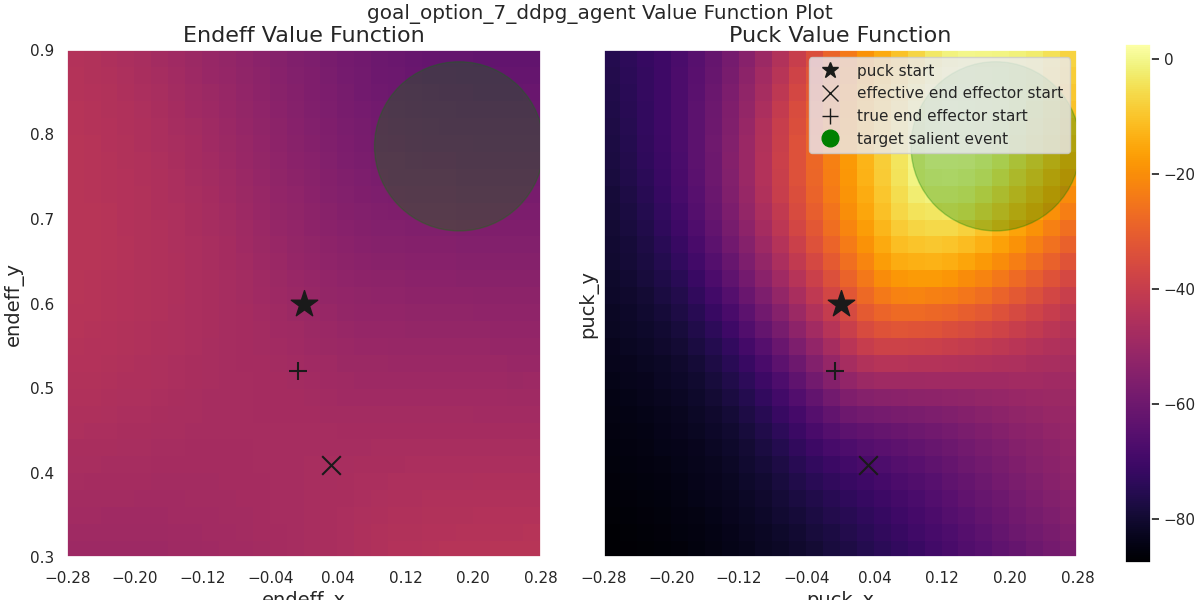 goal_option_7_ddpg_agent Value Function Plot
Endeff Value Function
Puck Value Function
0.9
0.8
0.7
0.6
0.5
0.4
0.3
endeff_y
−0.28 −0.20 −0.12 −0.04 0.04 0.12 0.20 0.28
endeff_x
puck start
effective end effector start
true end effector start
target salient event
puck_y
−0.28 −0.20 −0.12 −0.04 0.04 0.12 0.20 0.28
puck_x
0
−20
−40
−60
−80